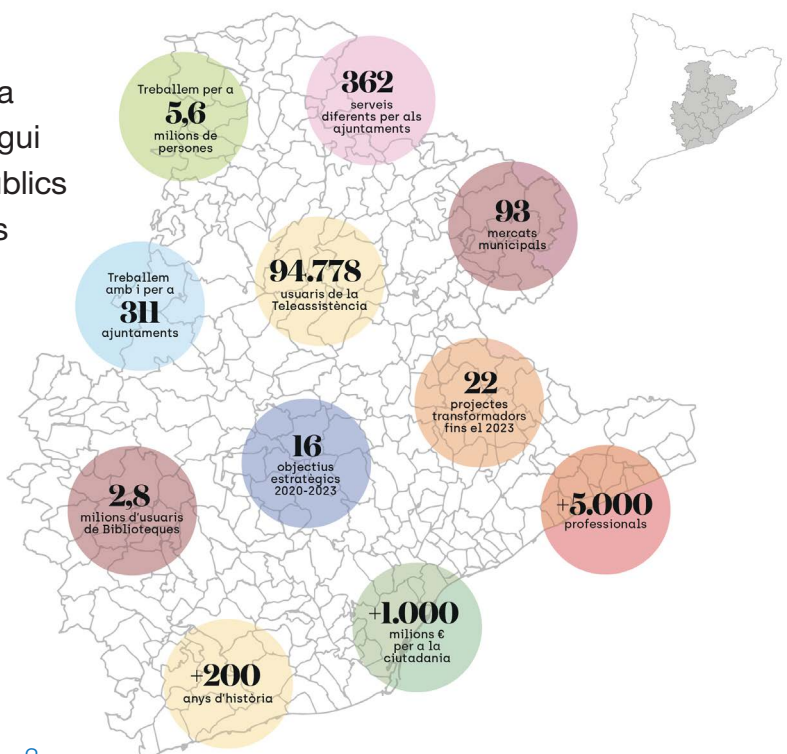 a
gui
blics
s
Treballem per a
5,6
milions de
persones
362
serveis
diferents per als
ajuntaments
93
mercats
municipals
94.778
usuaris de la
Teleassistència
Treballem
amb i per a
311
ajuntaments
22
projectes
transformadors
fins el 2023
16
objectius
estratègics
2020-2023
2,8
milions d'usuaris
de Biblioteques
+5.000
professionals
+1.000
milions €
per a la
ciutadania
+200
anys d'història